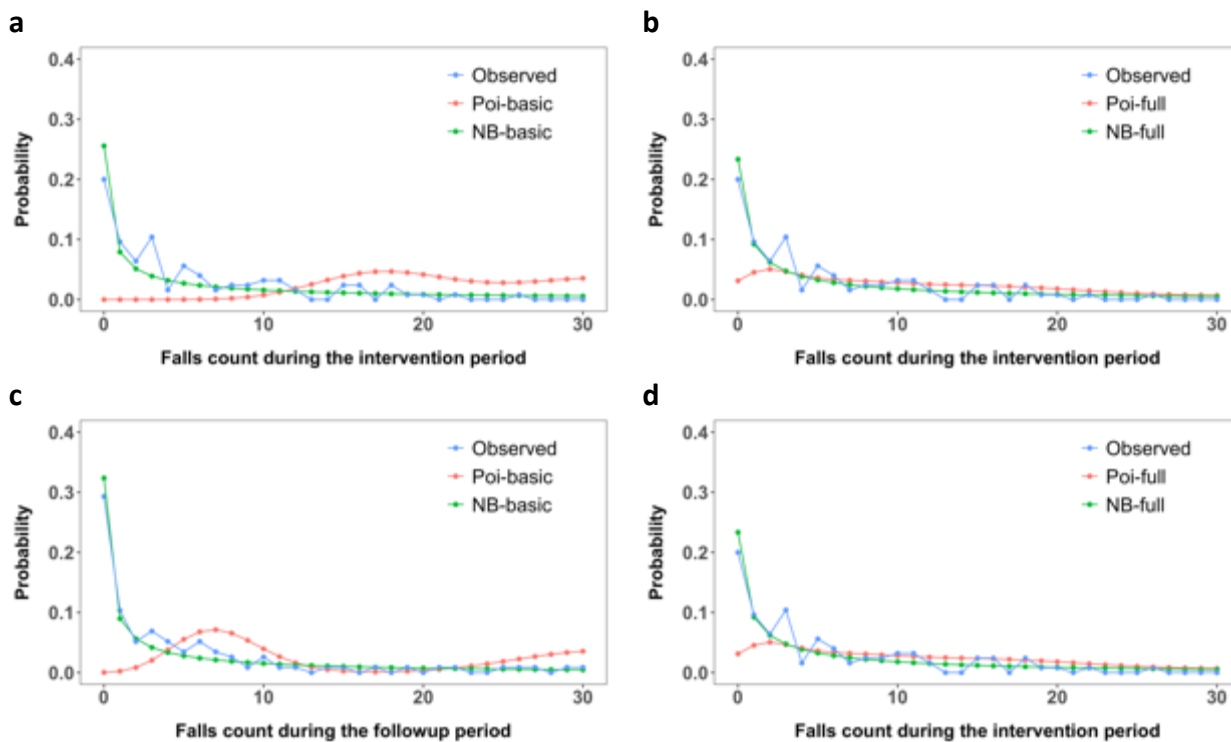 a
0.4
0.3
0.2
0.1
0.0
Probability
Observed
Poi-basic
NB-basic
0 10 20 30
Falls count during the intervention period
b
0.4
0.3
0.2
0.1
0.0
Probability
Observed
Poi-full
NB-full
0 10 20 30
Falls count during the intervention period
c
0.4
0.3
0.2
0.1
0.0
Probability
Observed
Poi-basic
NB-basic
0 10 20 30
Falls count during the followup period
d
0.4
0.3
0.2
0.1
0.0
Probability
Observed
Poi-full
NB-full
0 10 20 30
Falls count during the intervention period